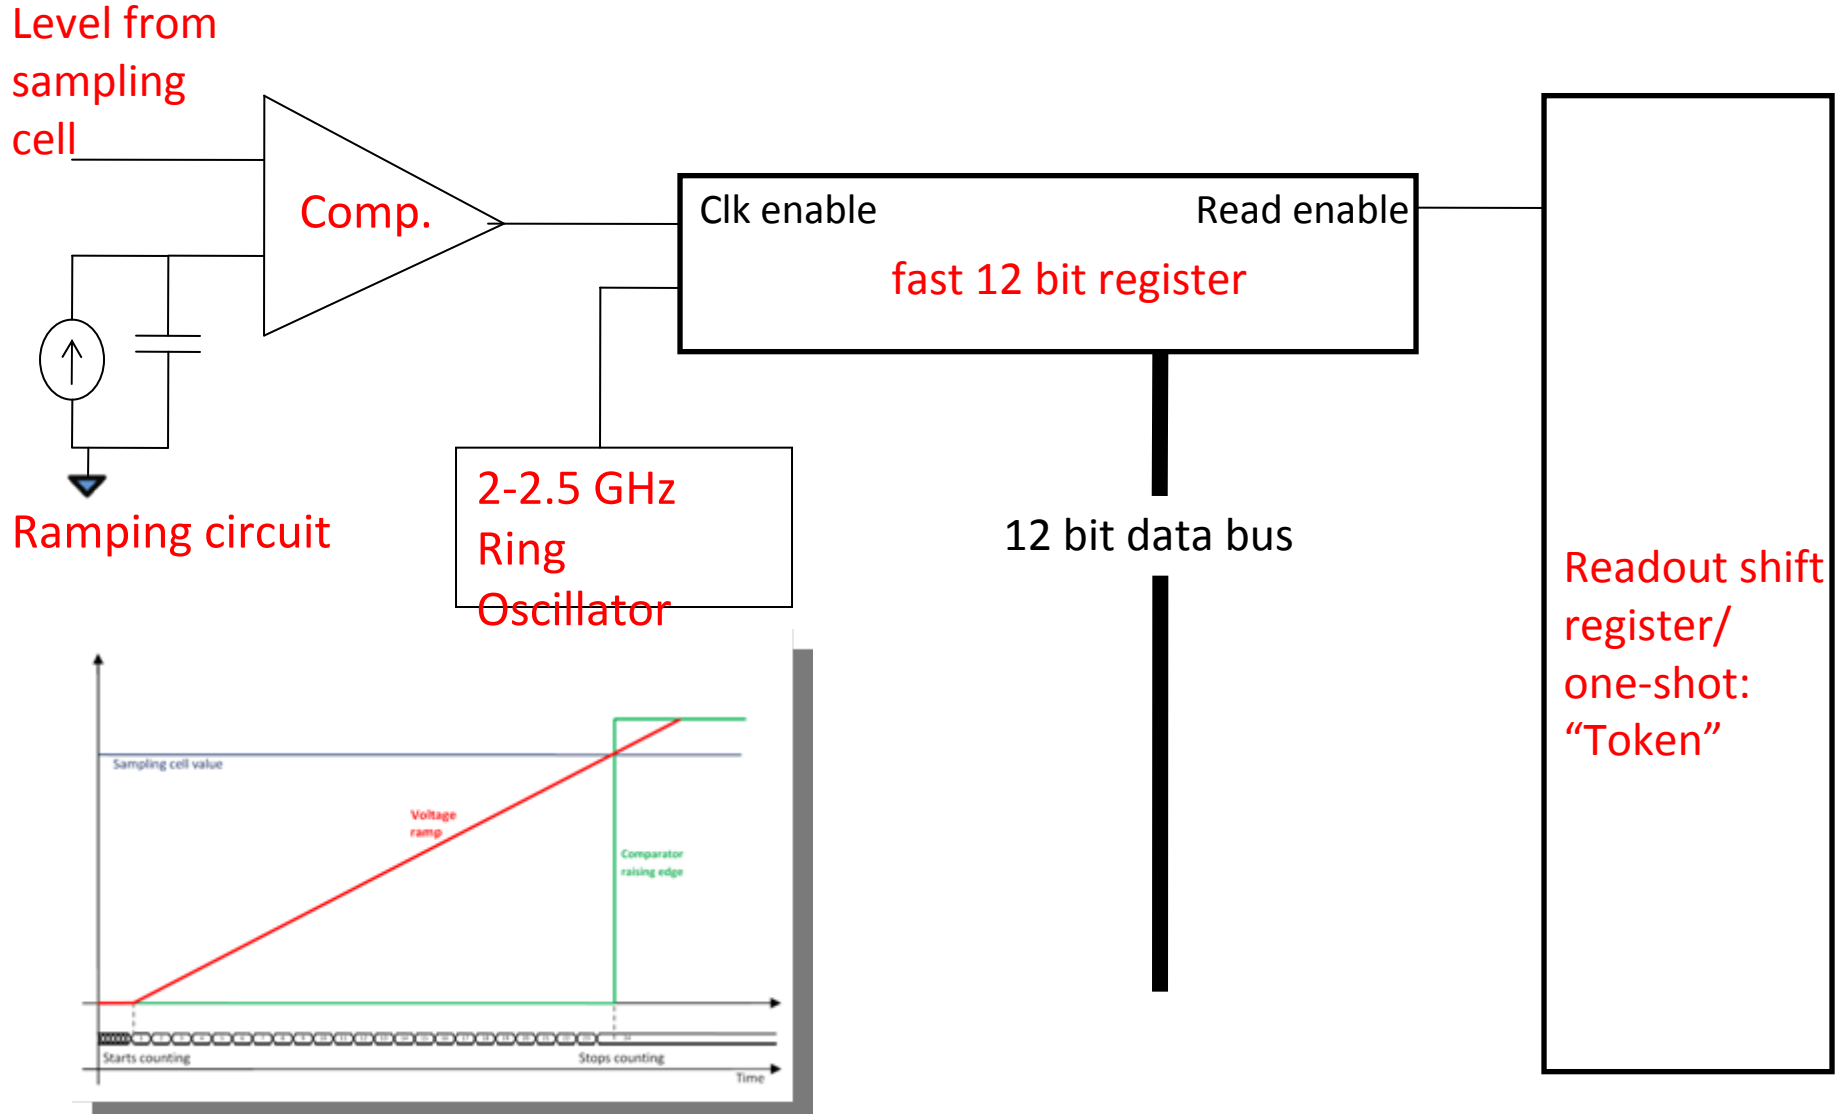 Level from
sampling
cell
Comp.
Clk enable
Read enable
fast 12 bit register
Ramping circuit
2-2.5 GHz
Ring
Oscillator
12 bit data bus
Readout shift
register/
one-shot:
“Token”
Sampling cell value
Voltage
ramp
Comparator
raising edge
Starts counting
Stops counting
Time